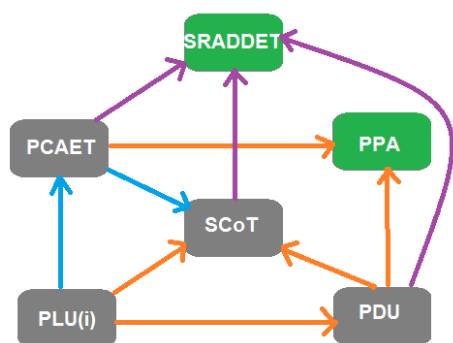 SRADDET
PCAET
PPA
SCoT
PLU(i)
PDU